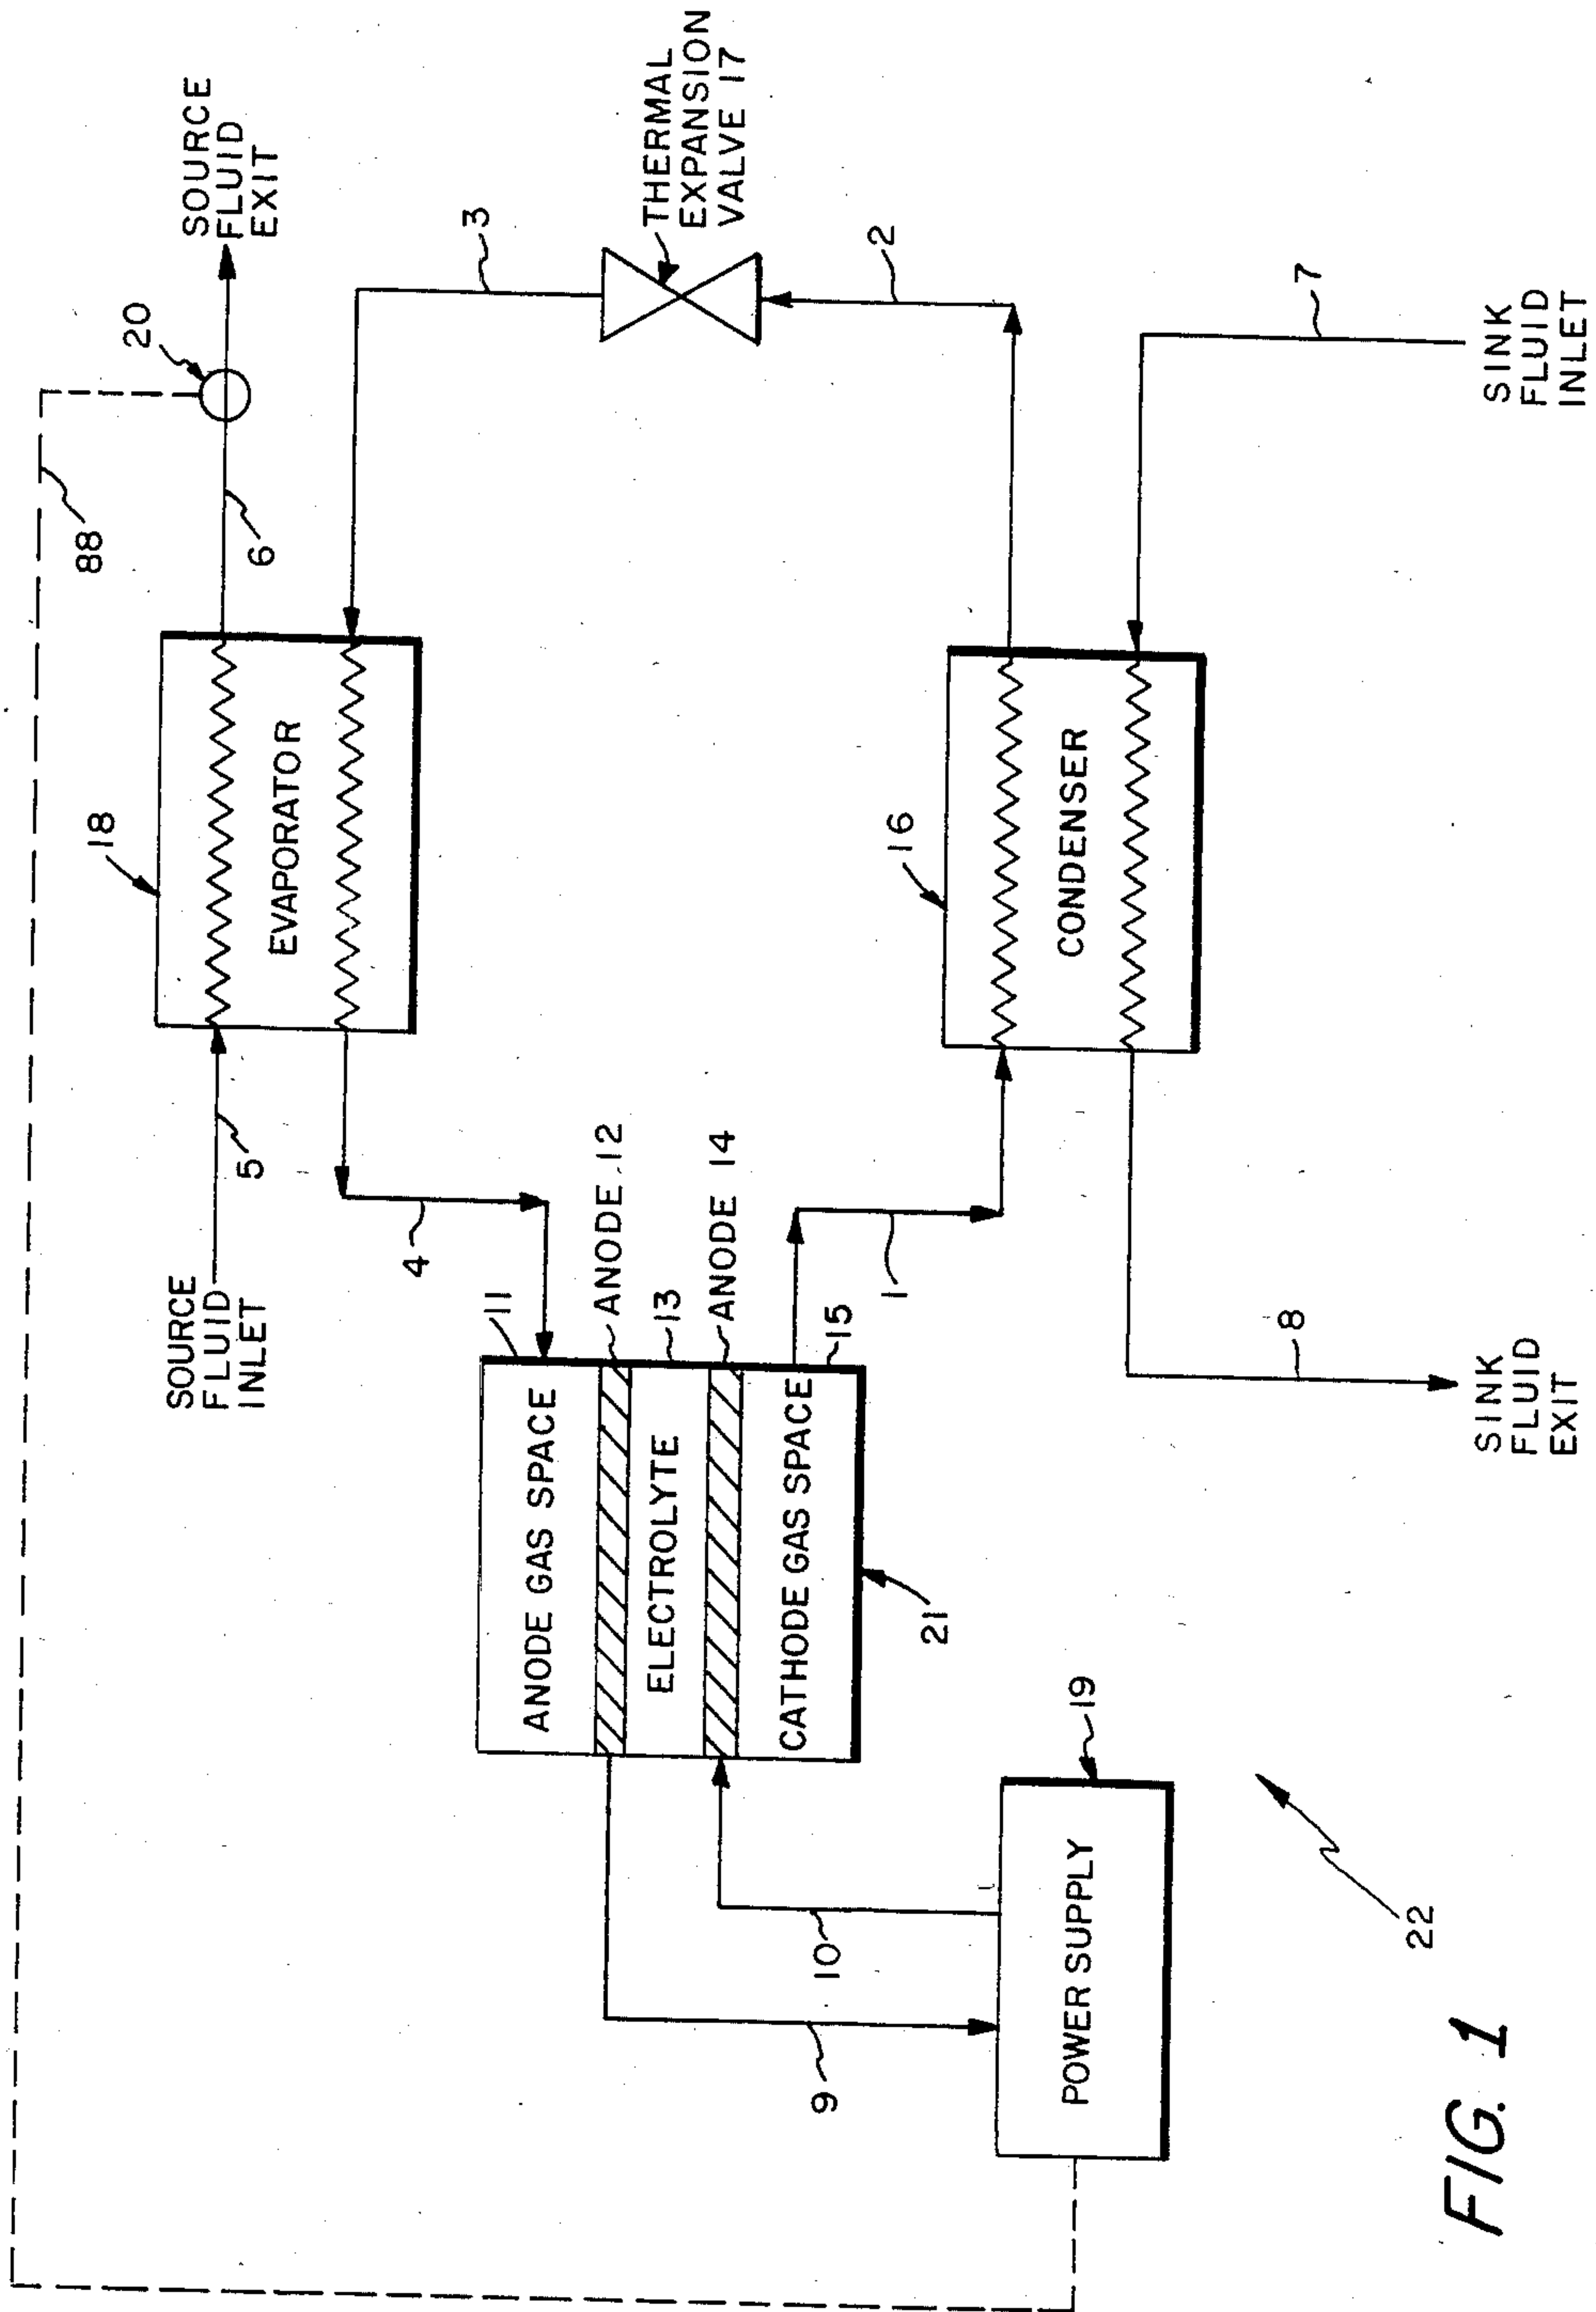 88
20
SOURCE
FLUID
EXIT
SOURCE
FLUID
INLET
5
18
EVAPORATOR
6
3
4
THERMAL
EXPANSION
VALVE 17
11
ANODE GAS SPACE
ANODE 12
ELECTROLYTE
13
ANODE 14
CATHODE GAS SPACE
15
21
9
10
1
2
16
CONDENSER
POWER SUPPLY
19
7
8
22
SINK
FLUID
EXIT
SINK
FLUID
INLET
FIG. 1